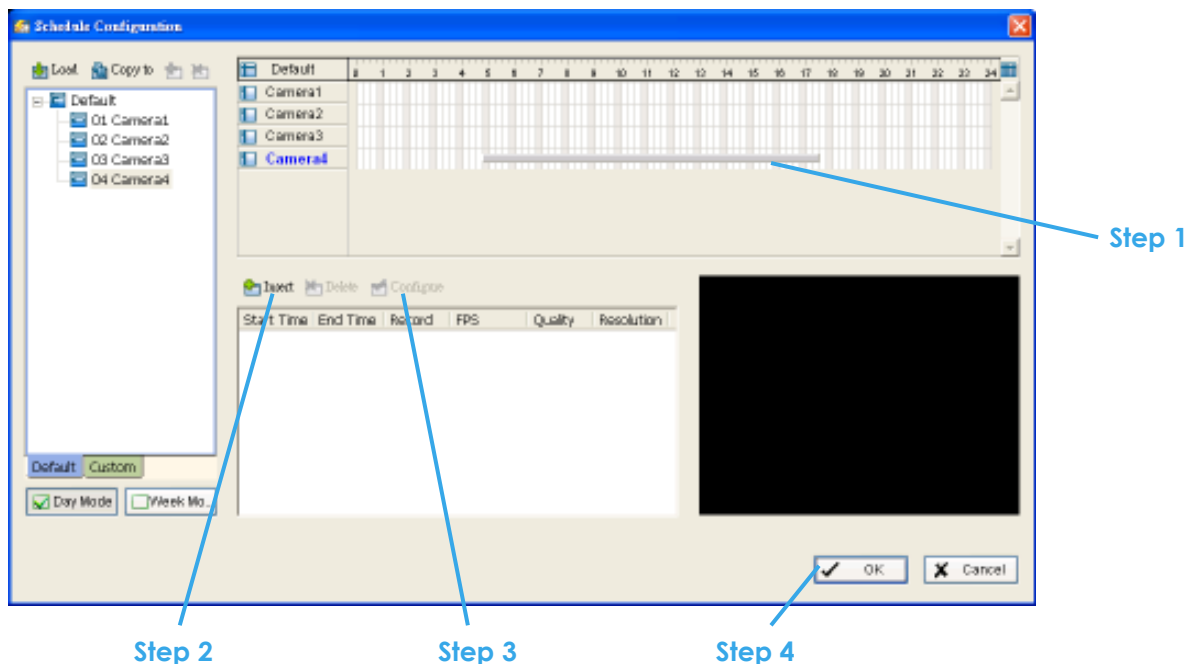 Schedule Configuration
Load Copy to
Default
01 Camera1
02 Camera2
03 Camera3
04 Camera4
Default Custom
Day Mode Week Mo..
Default 0 1 2 3 4 5 6 7 8 9 10 11 12 13 14 15 16 17 18 19 20 21 22 23 24
Camera1
Camera2
Camera3
Camera4
Step 1
Insert Delete Configure
Start Time End Time Record FPS Quality Resolution
OK Cancel
Step 2 Step 3 Step 4